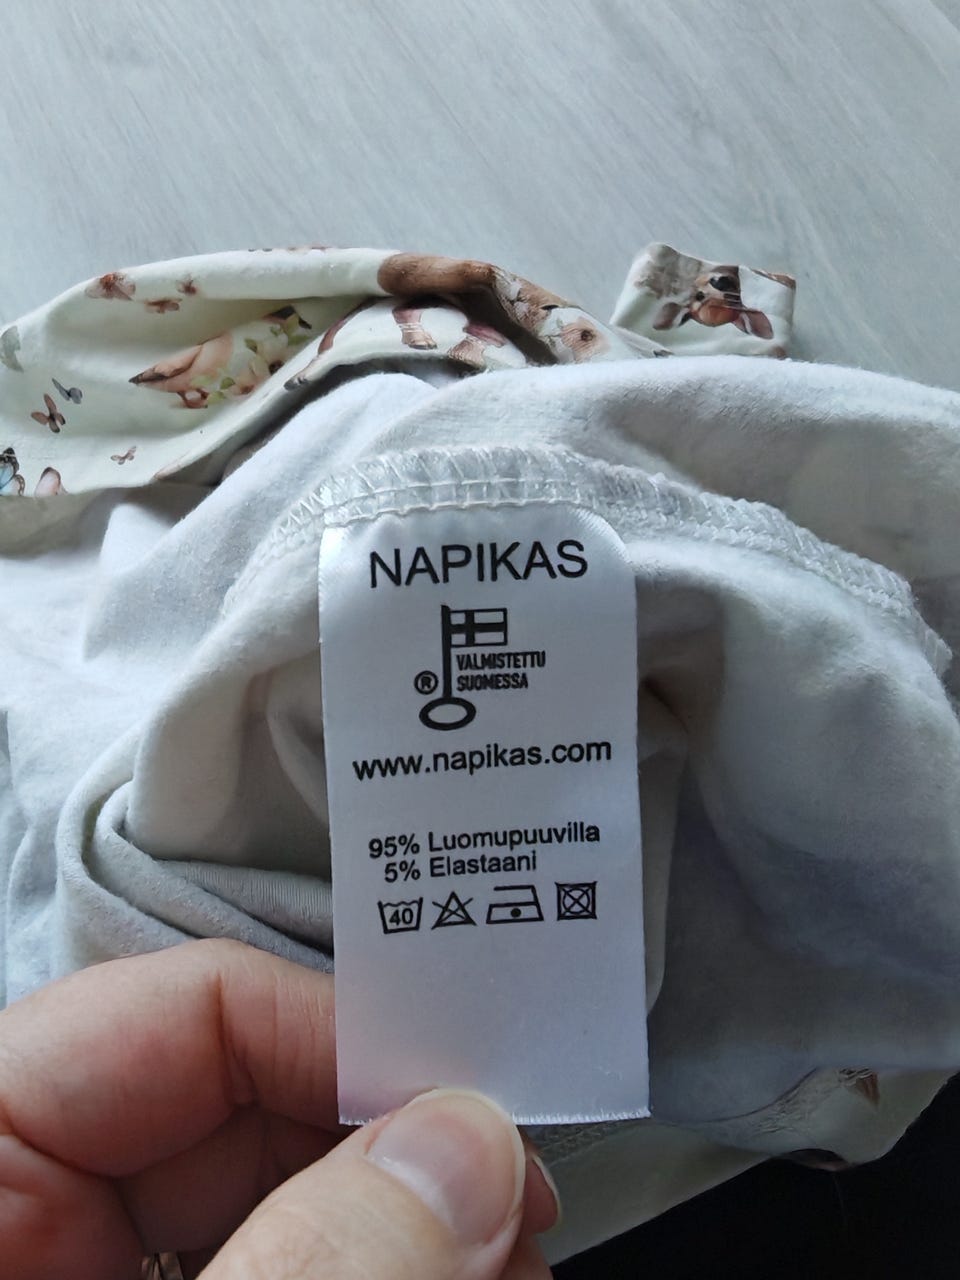 NAPIKAS
VALMISTETTU
® SUOMESSA
www.napikas.com
95% Luomupuuvilla
5% Elastaani
40